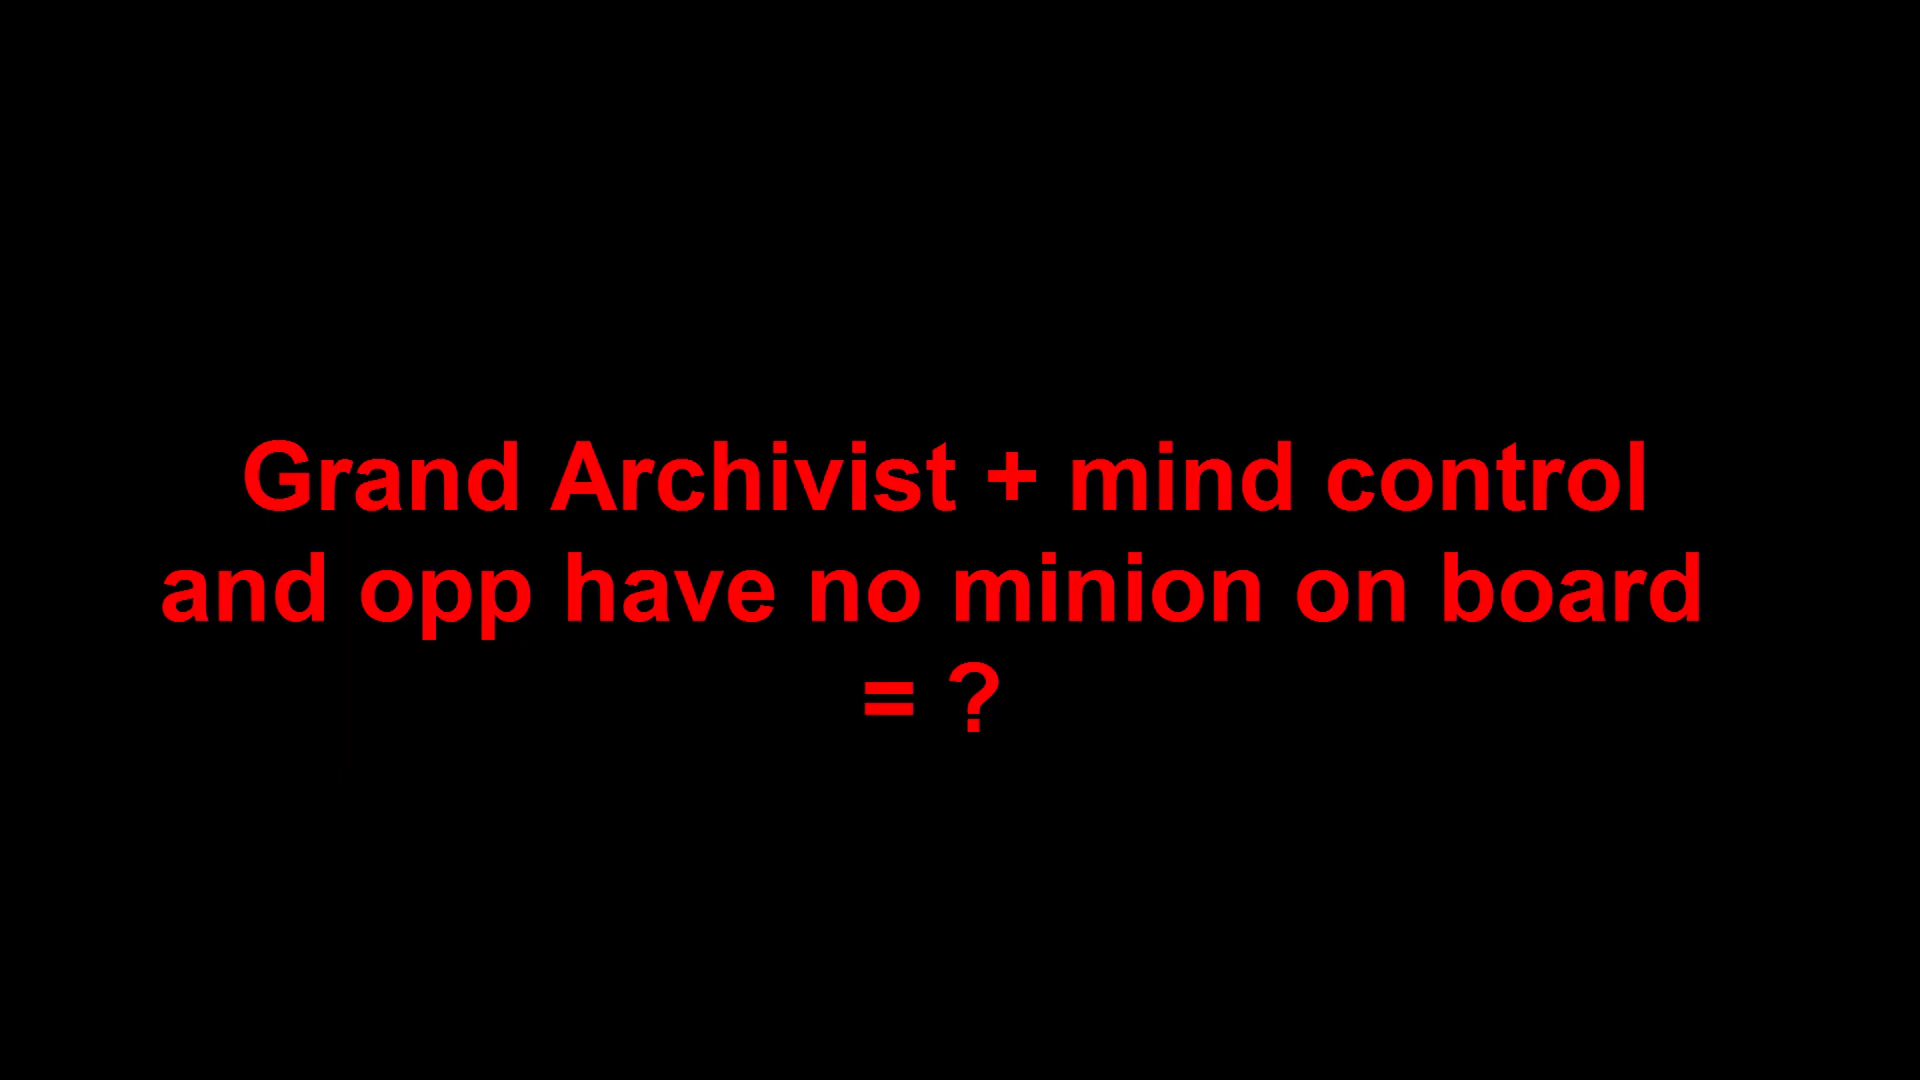 Grand Archivist + mind control
and opp have no minion on board
= ?